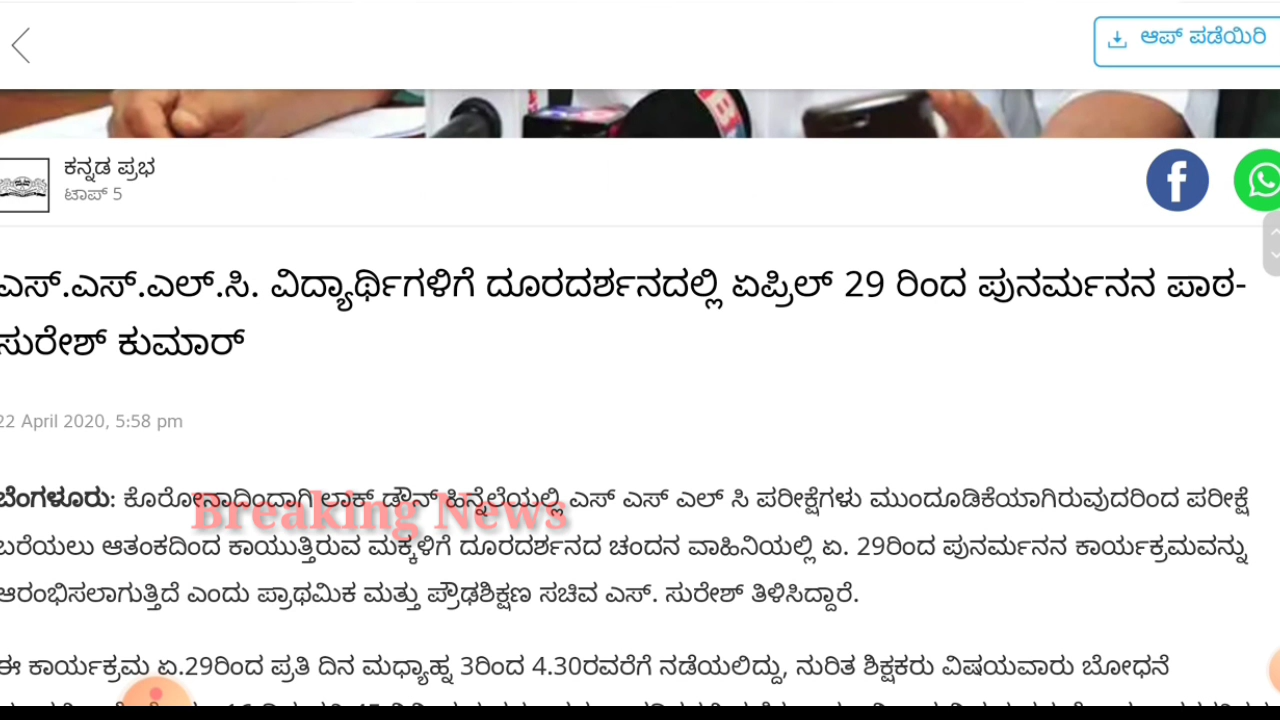 ಆಪ್ ಪಡೆಯಿರಿ
ಕನ್ನಡ ಪ್ರಭ
ಟಾಪ್ 5
ಎಸ್.ಎಸ್.ಎಲ್.ಸಿ. ವಿದ್ಯಾರ್ಥಿಗಳಿಗೆ ದೂರದರ್ಶನದಲ್ಲಿ ಏಪ್ರಿಲ್ 29 ರಿಂದ ಪುನರ್ಮನನ ಪಾಠ-
ಸುರೇಶ್ ಕುಮಾರ್
22 April 2020, 5:58 pm
ಬೆಂಗಳೂರು: ಕೊರೋನಾದಿಂದಾಗಿ ಲಾಕ್ ಡೌನ್ ಹಿನ್ನೆಲೆಯಲ್ಲಿ ಎಸ್ ಎಸ್ ಎಲ್ ಸಿ ಪರೀಕ್ಷೆಗಳು ಮುಂದೂಡಿಕೆಯಾಗಿರುವುದರಿಂದ ಪರೀಕ್ಷೆ
Breaking News
ಬರೆಯಲು ಆತಂಕದಿಂದ ಕಾಯುತ್ತಿರುವ ಮಕ್ಕಳಿಗೆ ದೂರದರ್ಶನದ ಚಂದನ ವಾಹಿನಿಯಲ್ಲಿ ಏ. 29ರಿಂದ ಪುನರ್ಮನನ ಕಾರ್ಯಕ್ರಮವನ್ನು
ಆರಂಭಿಸಲಾಗುತ್ತಿದೆ ಎಂದು ಪ್ರಾಥಮಿಕ ಮತ್ತು ಪ್ರೌಢಶಿಕ್ಷಣ ಸಚಿವ ಎಸ್. ಸುರೇಶ್ ತಿಳಿಸಿದ್ದಾರೆ.
ಈ ಕಾರ್ಯಕ್ರಮ ಏ.29ರಿಂದ ಪ್ರತಿ ದಿನ ಮಧ್ಯಾಹ್ನ 3ರಿಂದ 4.30ರವರೆಗೆ ನಡೆಯಲಿದ್ದು, ನುರಿತ ಶಿಕ್ಷಕರು ವಿಷಯವಾರು ಬೋಧನೆ